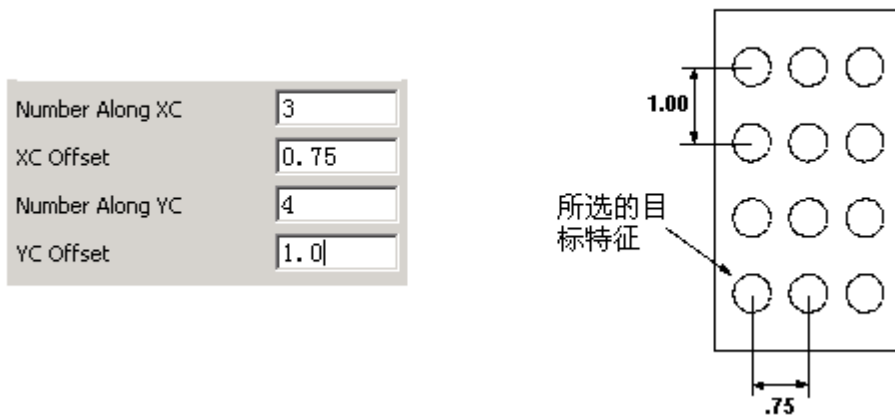 Number Along XC
3
XC Offset
0.75
Number Along YC
4
YC Offset
1.0
1.00
所选的目
标特征
.75